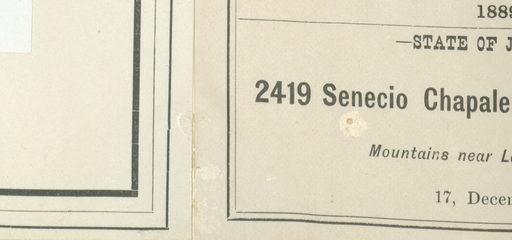 1889
—STATE OF J
2419 Senecio Chapale
Mountains near L
17, Decem